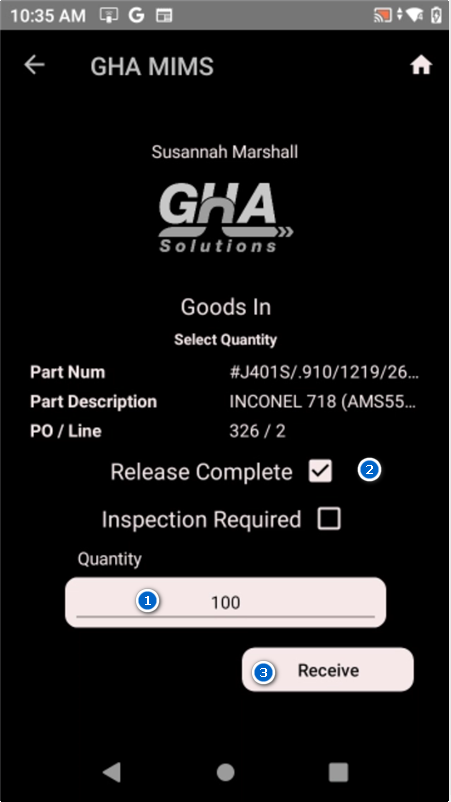 10:35 AM G
GHA MIMS
Susannah Marshall
GHA
Solutions
Goods In
Select Quantity
Part Num #J401S/.910/1219/26...
Part Description INCONEL 718 (AMS55...
PO / Line 326 / 2
Release Complete 2
Inspection Required
Quantity
1 100
3 Receive